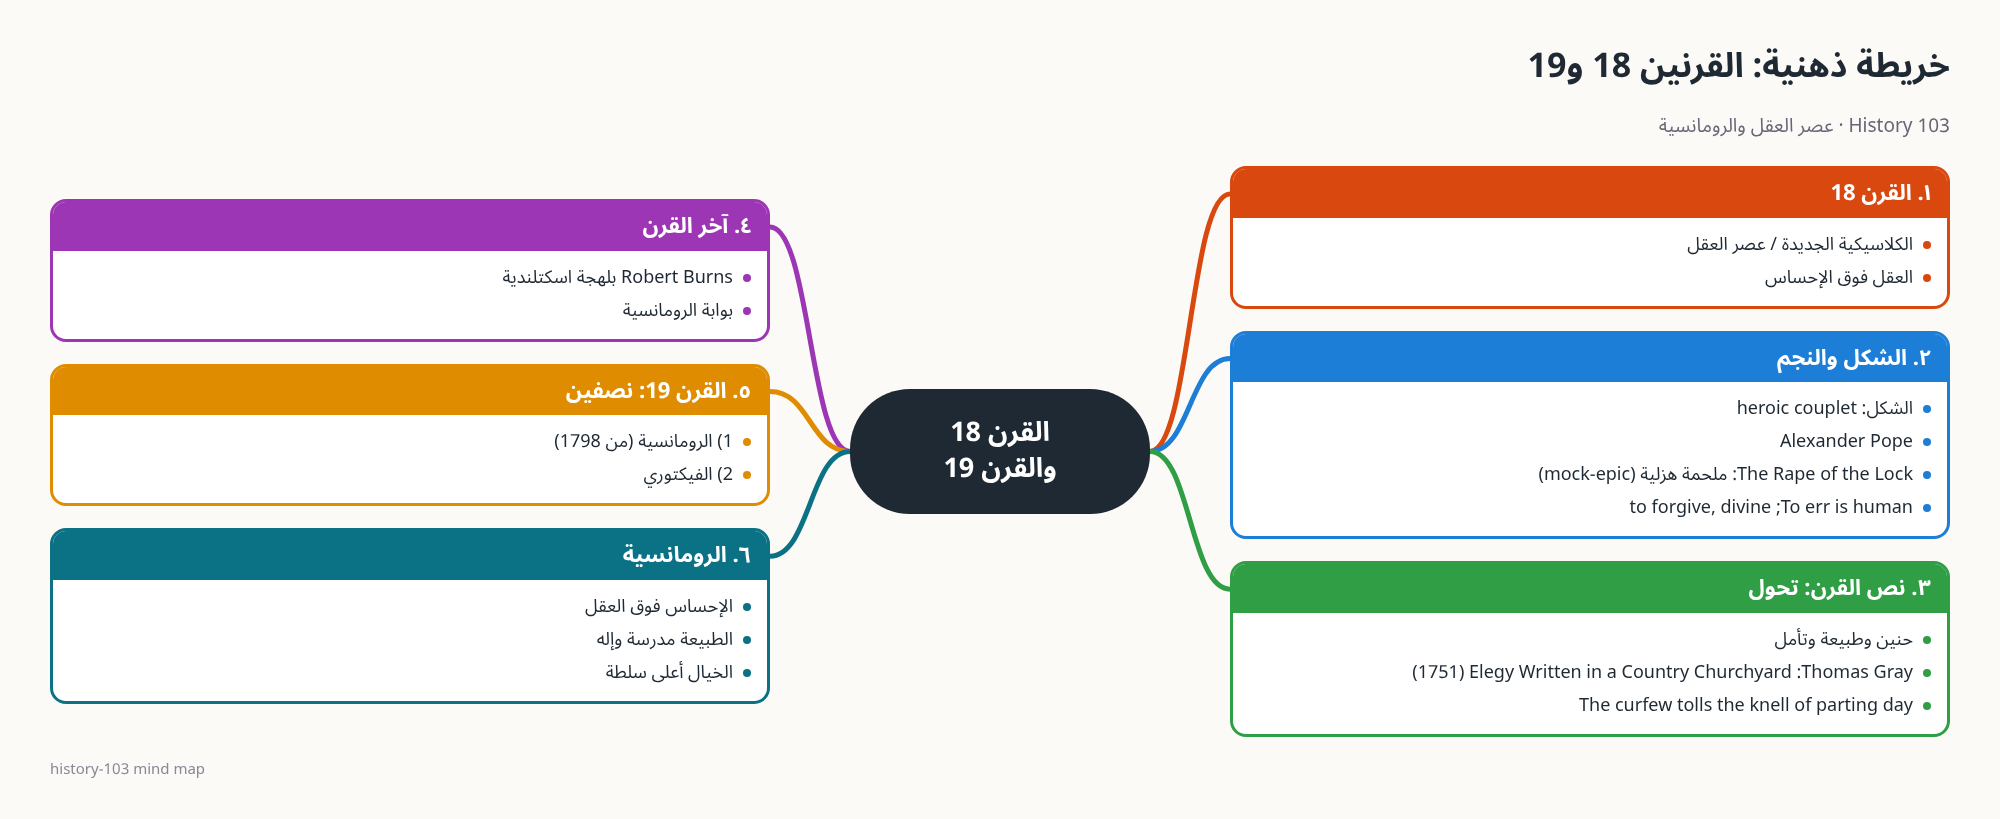 خريطة ذهنية: القرنين 18 و19
History 103 · عصر العقل والرومانسية
١. القرن 18
الكلاسيكية الجديدة / عصر العقل
العقل فوق الإحساس
٢. الشكل والنجم
الشكل: heroic couplet
Alexander Pope
The Rape of the Lock: ملحمة هزلية (mock-epic)
To err is human; to forgive, divine
٣. نص القرن: تحول
حنين وطبيعة وتأمل
Thomas Gray: Elegy Written in a Country Churchyard (1751)
The curfew tolls the knell of parting day
القرن 18
والقرن 19
٤. آخر القرن
Robert Burns بلهجة اسكتلندية
بوابة الرومانسية
٥. القرن 19: نصفين
1) الرومانسية (من 1798)
2) الفيكتوري
٦. الرومانسية
الإحساس فوق العقل
الطبيعة مدرسة وإله
الخيال أعلى سلطة
history-103 mind map